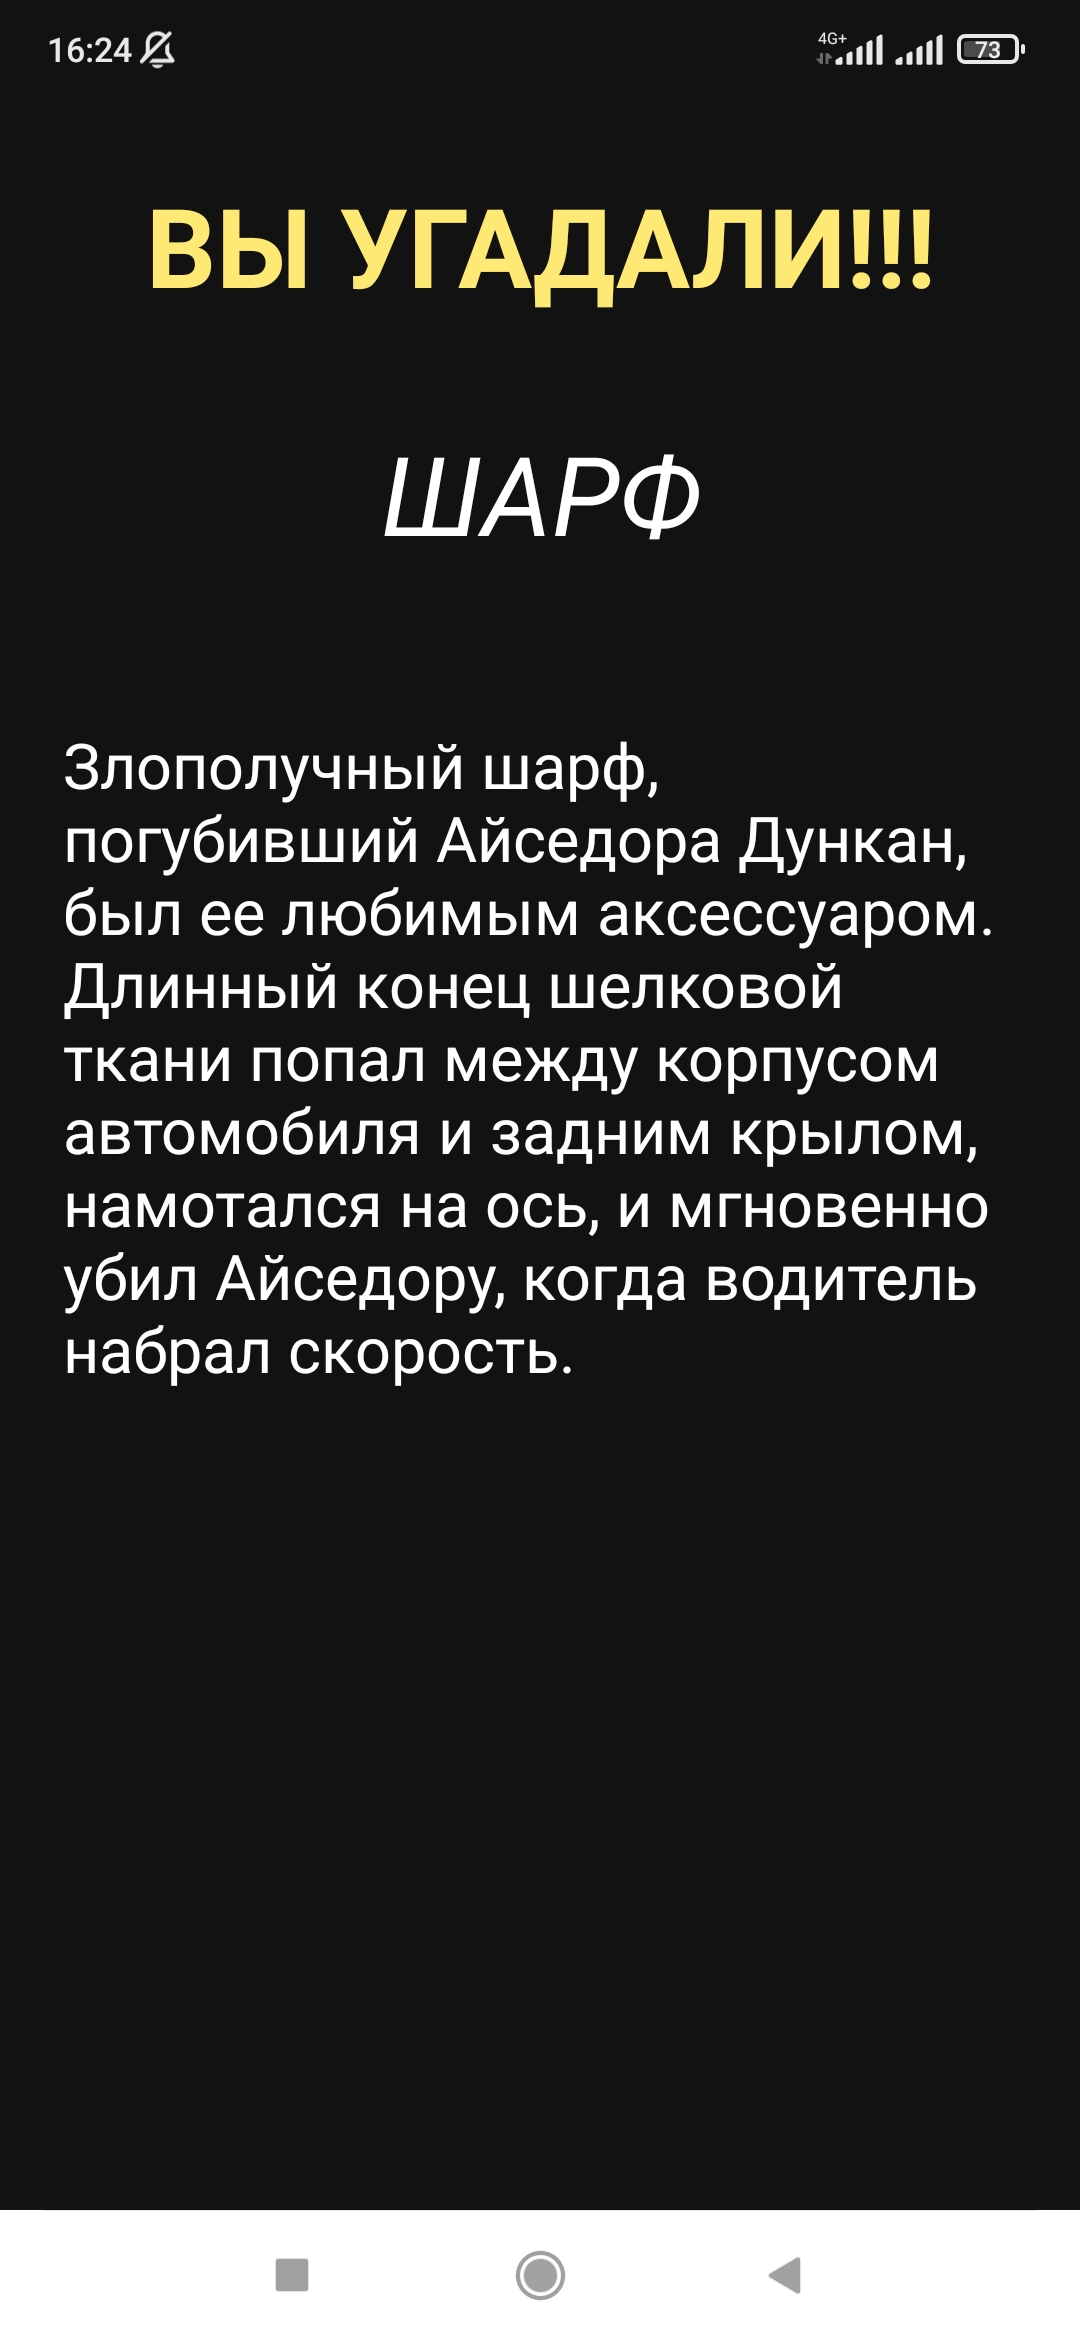 16:24
4G+
73
ВЫ УГАДАЛИ!!!
ШАРФ
Злополучный шарф,
погубивший Айседора Дункан,
был ее любимым аксессуаром.
Длинный конец шелковой
ткани попал между корпусом
автомобиля и задним крылом,
намотался на ось, и мгновенно
убил Айседору, когда водитель
набрал скорость.